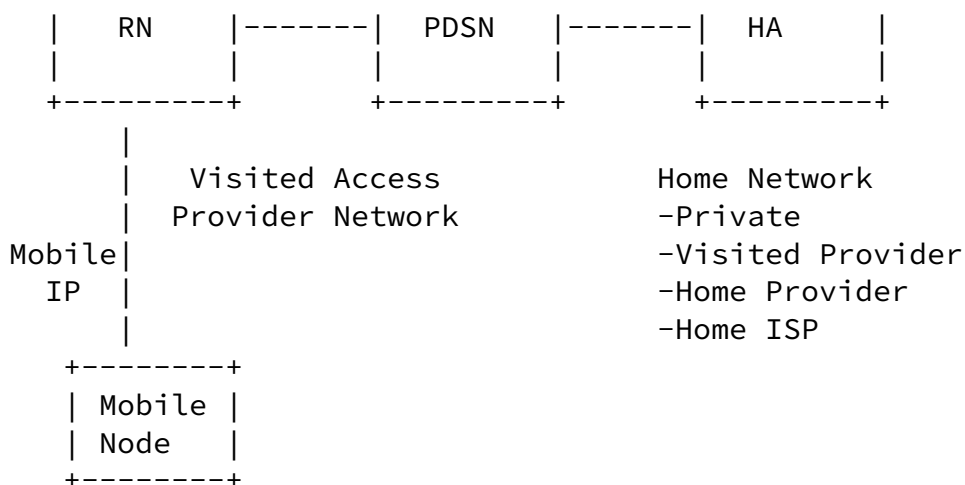 |    RN    |-------|  PDSN   |-------|  HA     |
|          |       |         |       |         |
+---------+       +---------+       +---------+
|
|   Visited Access            Home Network
|  Provider Network           -Private
Mobile|                             -Visited Provider
IP  |                             -Home Provider
|                             -Home ISP
+--------+
| Mobile |
| Node   |
+--------+